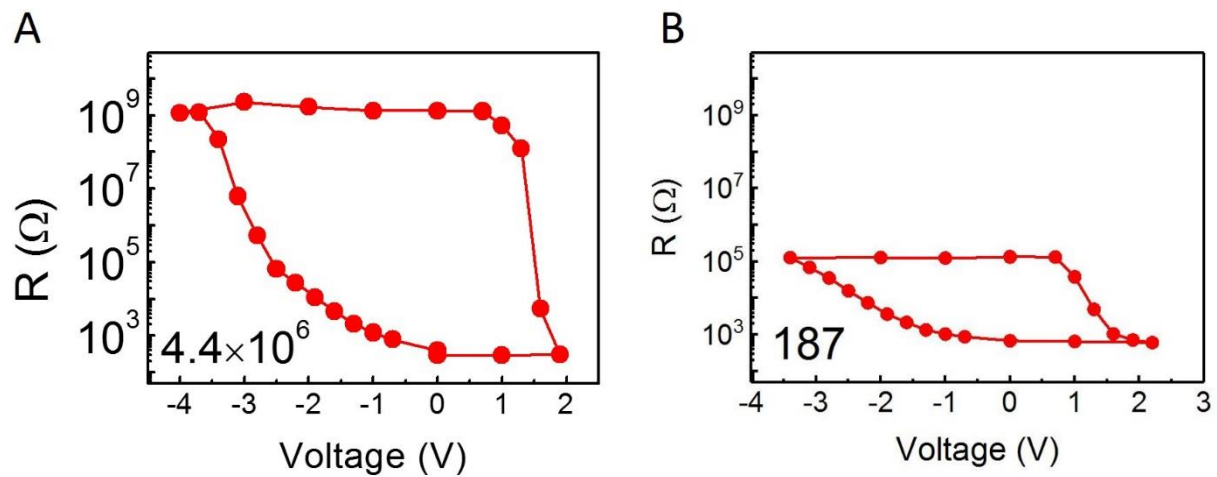 A
R (Ω)
10⁹
10⁷
10⁵
10³
4.4×10⁶
-4 -3 -2 -1 0 1 2
Voltage (V)
B
R (Ω)
10⁹
10⁷
10⁵
10³
187
-4 -3 -2 -1 0 1 2 3
Voltage (V)